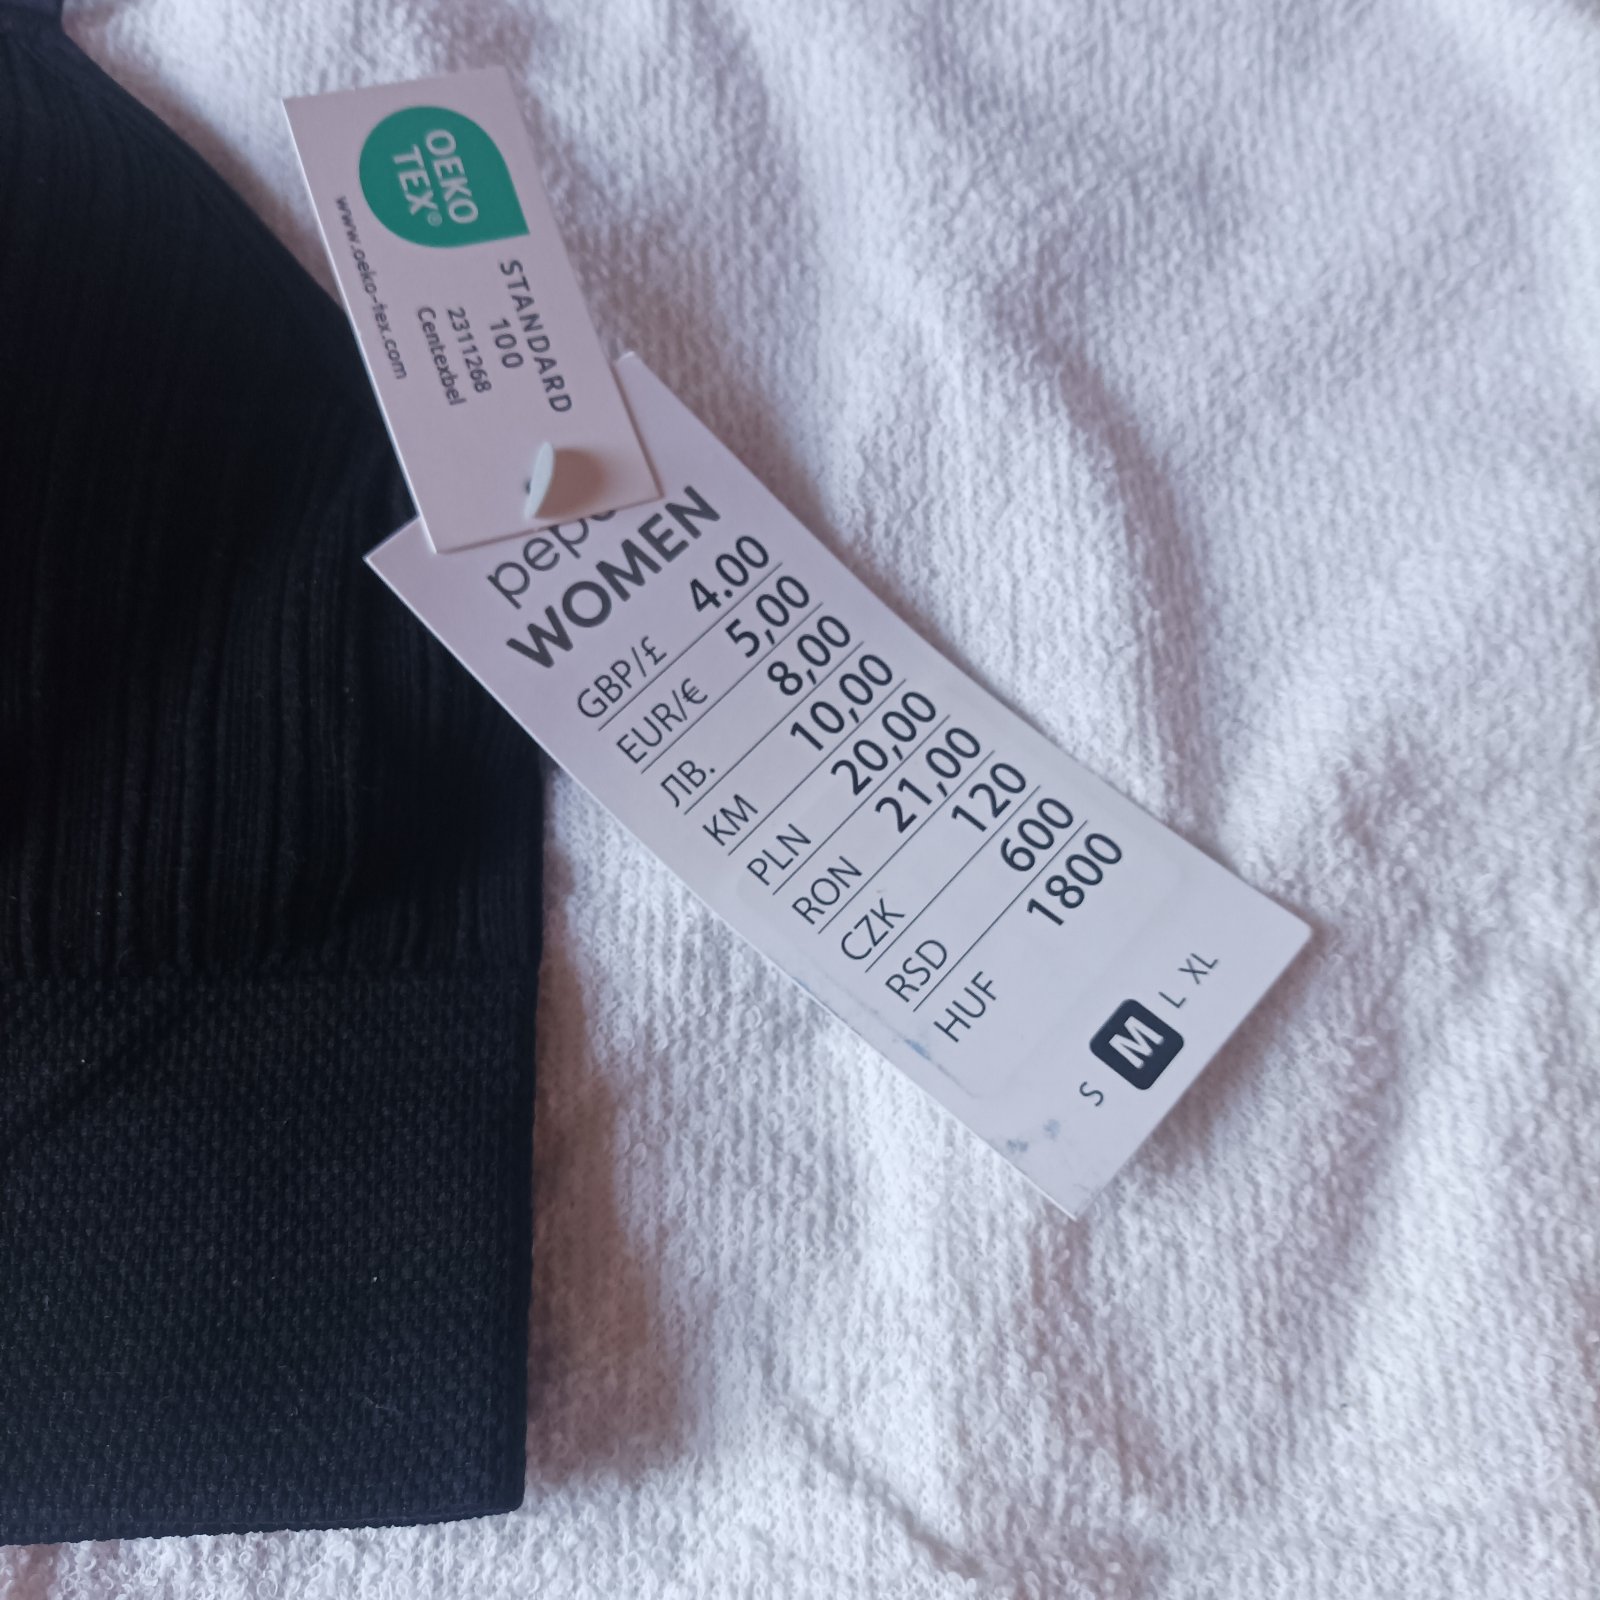 OEKO
TEX®
STANDARD
100
2311268
Centexbel
www.oeko-tex.com
WOMEN
GBP/£ 4.00
EUR/€ 5,00
ЛВ. 8,00
KM 10,00
PLN 20,00
RON 21,00
CZK 120
RSD 600
HUF 1800
S M L XL